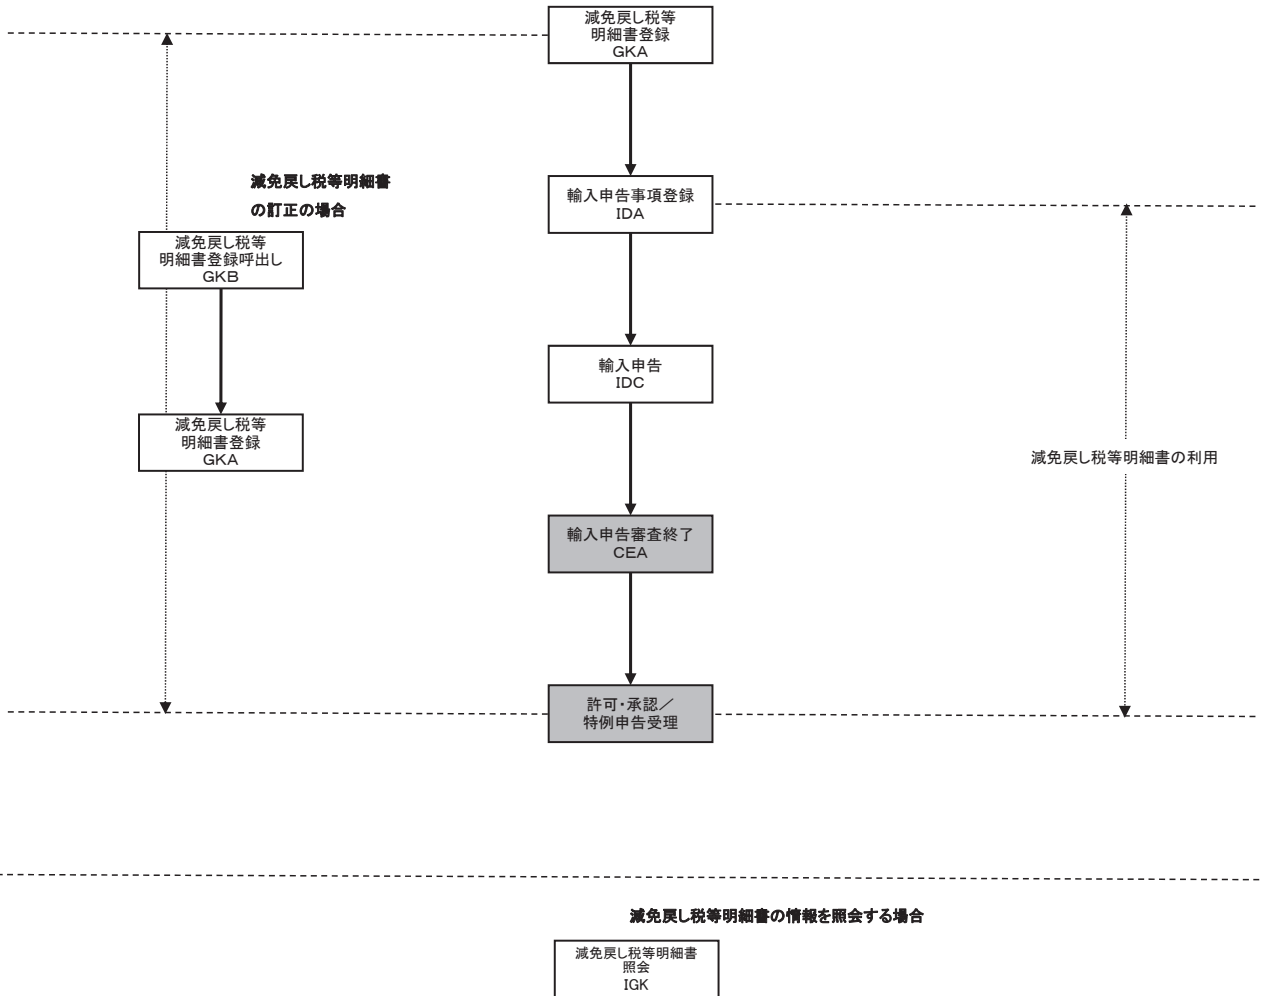 減免戻し税等
明細書登録
GKA
減免戻し税等明細書
の訂正の場合
輸入申告事項登録
IDA
減免戻し税等
明細書登録呼出し
GKB
輸入申告
IDC
減免戻し税等
明細書登録
GKA
減免戻し税等明細書の利用
輸入申告審査終了
CEA
許可・承認／
特例申告受理
減免戻し税等明細書の情報を照会する場合
減免戻し税等明細書
照会
IGK